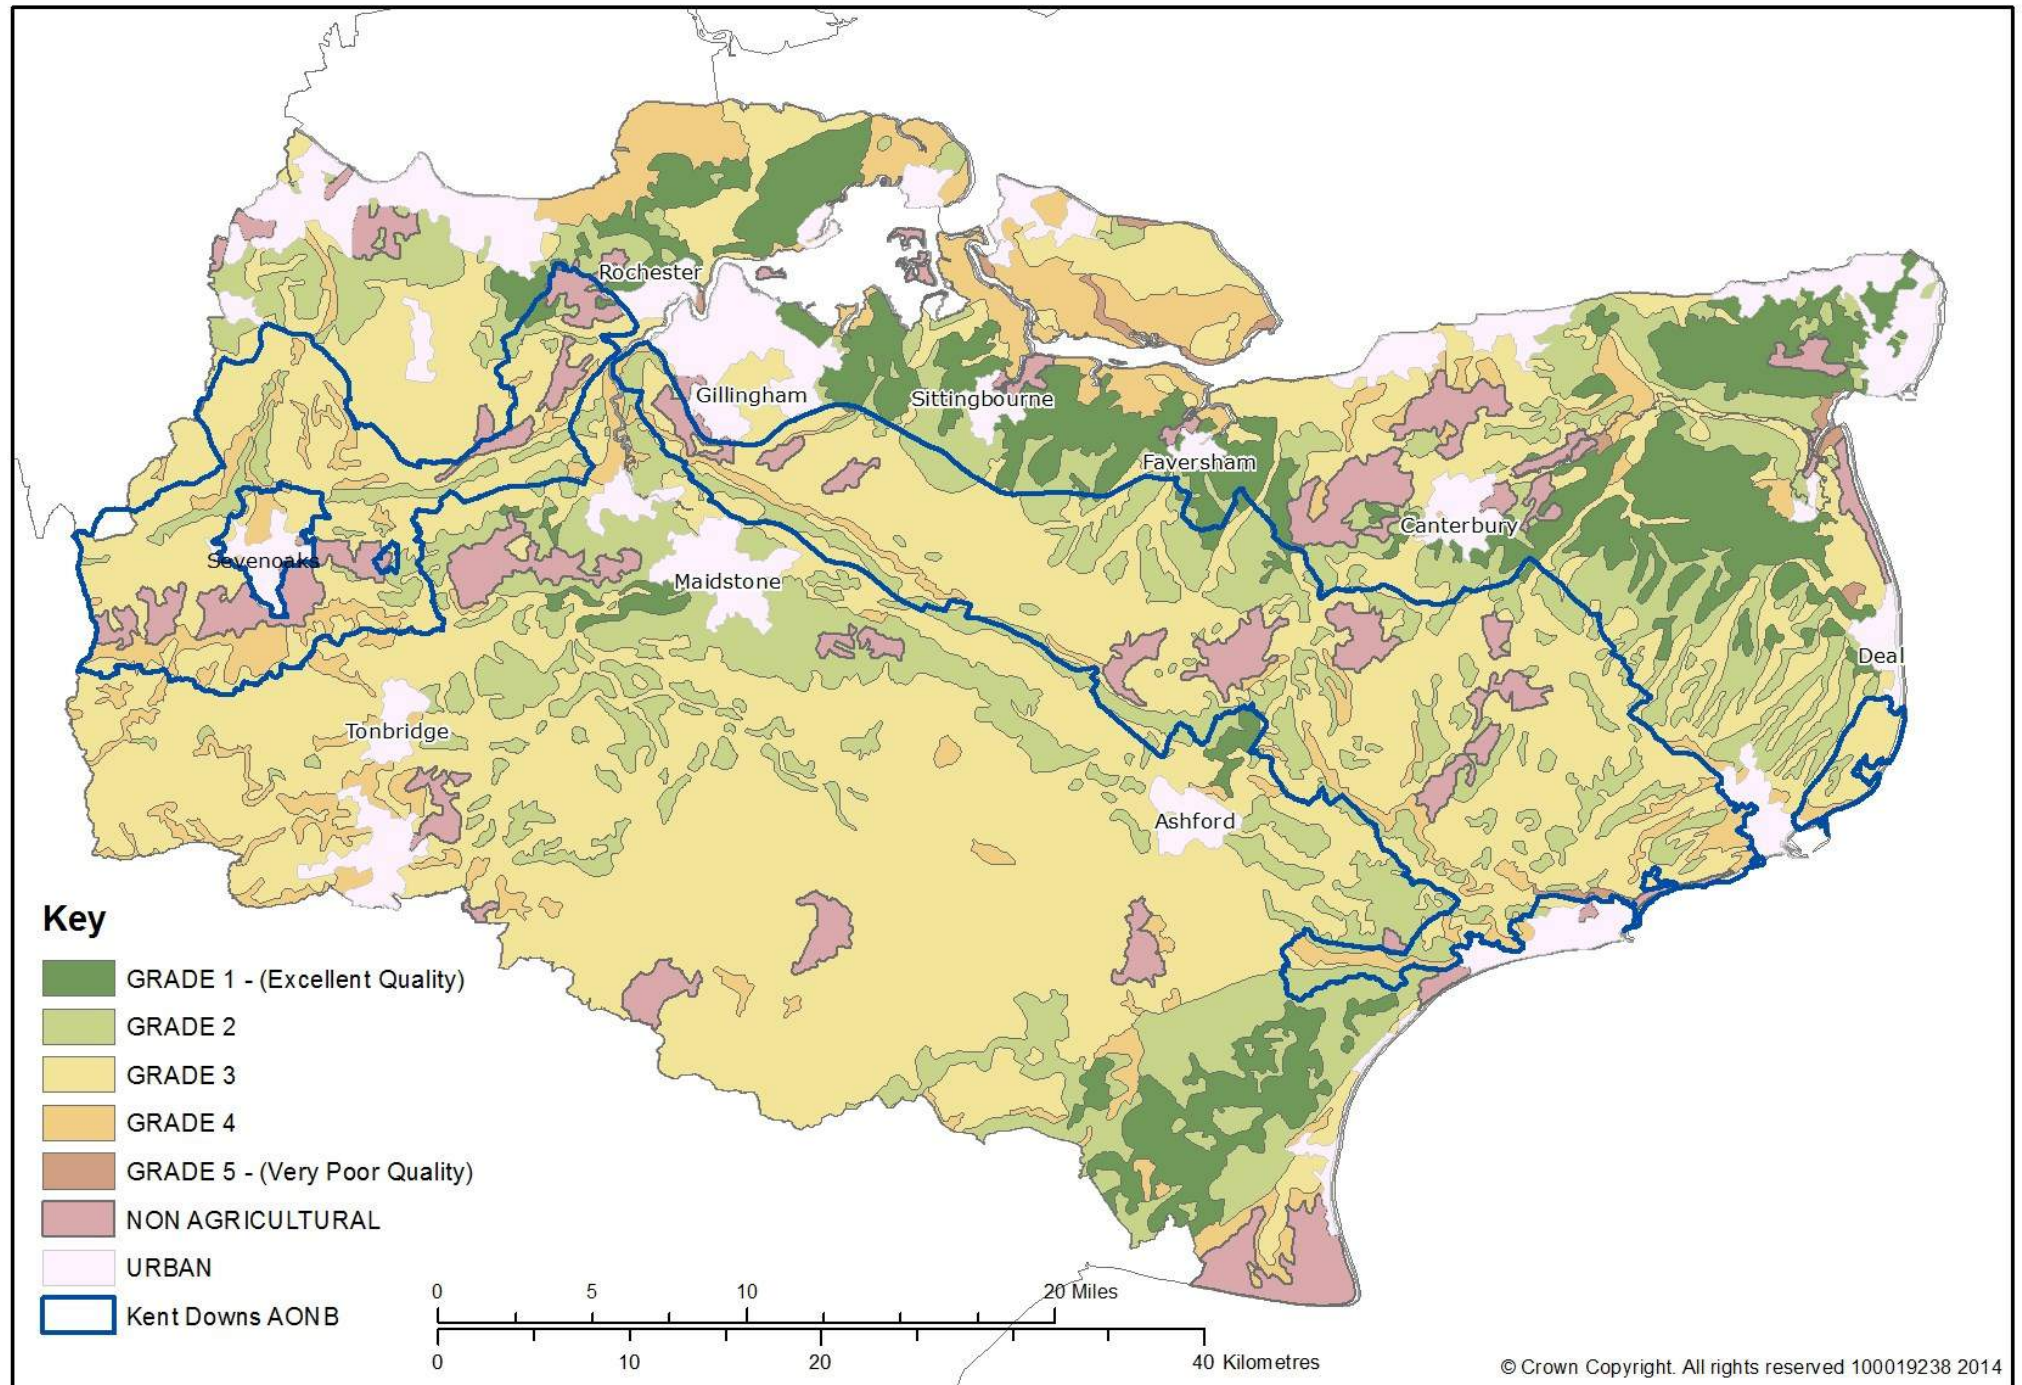 Rochester
Gillingham
Sittingbourne
Faversham
Canterbury
Sevenoaks
Maidstone
Deal
Tonbridge
Ashford
Key
GRADE 1 - (Excellent Quality)
GRADE 2
GRADE 3
GRADE 4
GRADE 5 - (Very Poor Quality)
NON AGRICULTURAL
URBAN
Kent Downs AONB
0 5 10 20 Miles
0 10 20 40 Kilometres
© Crown Copyright. All rights reserved 100019238 2014